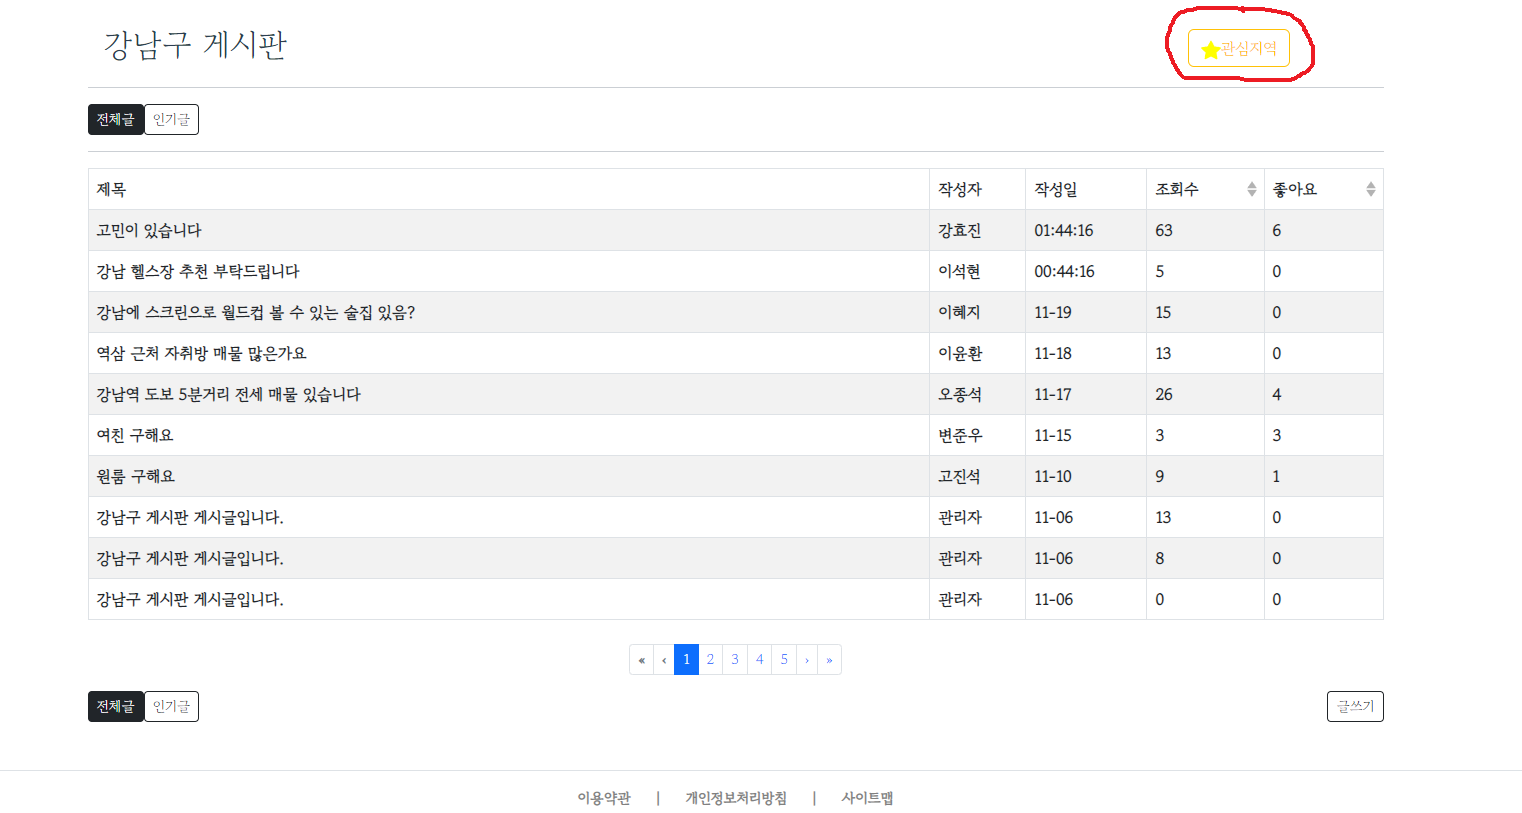 강남구 게시판
관심지역
전체글 인기글
제목 작성자 작성일 조회수 좋아요
고민이 있습니다 강효진 01:44:16 63 6
강남 헬스장 추천 부탁드립니다 이석현 00:44:16 5 0
강남에 스크린으로 월드컵 볼 수 있는 술집 있음? 이혜지 11-19 15 0
역삼 근처 자취방 매물 많은가요 이윤환 11-18 13 0
강남역 도보 5분거리 전세 매물 있습니다 오종석 11-17 26 4
여친 구해요 변준우 11-15 3 3
원룸 구해요 고진석 11-10 9 1
강남구 게시판 게시글입니다. 관리자 11-06 13 0
강남구 게시판 게시글입니다. 관리자 11-06 8 0
강남구 게시판 게시글입니다. 관리자 11-06 0 0
« ‹ 1 2 3 4 5 › »
전체글 인기글 글쓰기
이용약관 | 개인정보처리방침 | 사이트맵